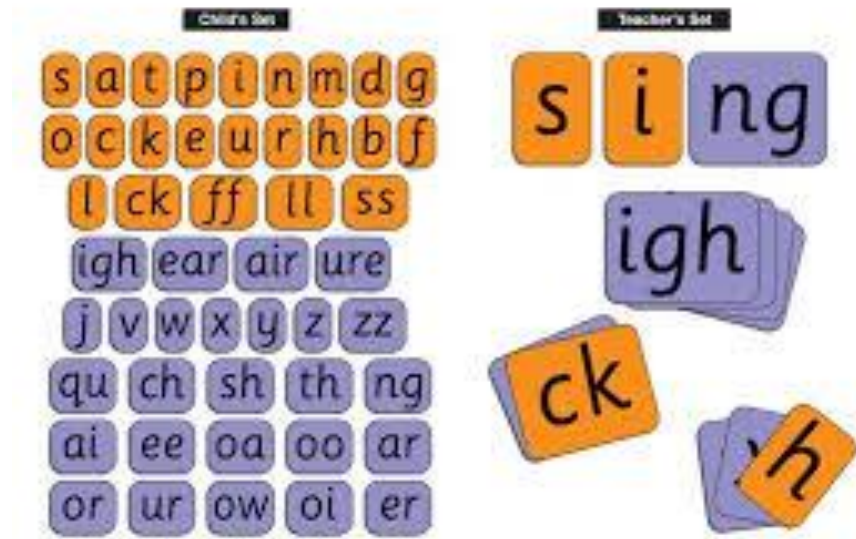 Child's Set
s a t p i n m d g
o c k e u r h b f
l ck ff ll ss
igh ear air ure
j v w x y z zz
qu ch sh th ng
ai ee oa oo ar
or ur ow oi er
Teacher's Set
s i ng
igh
ck
h